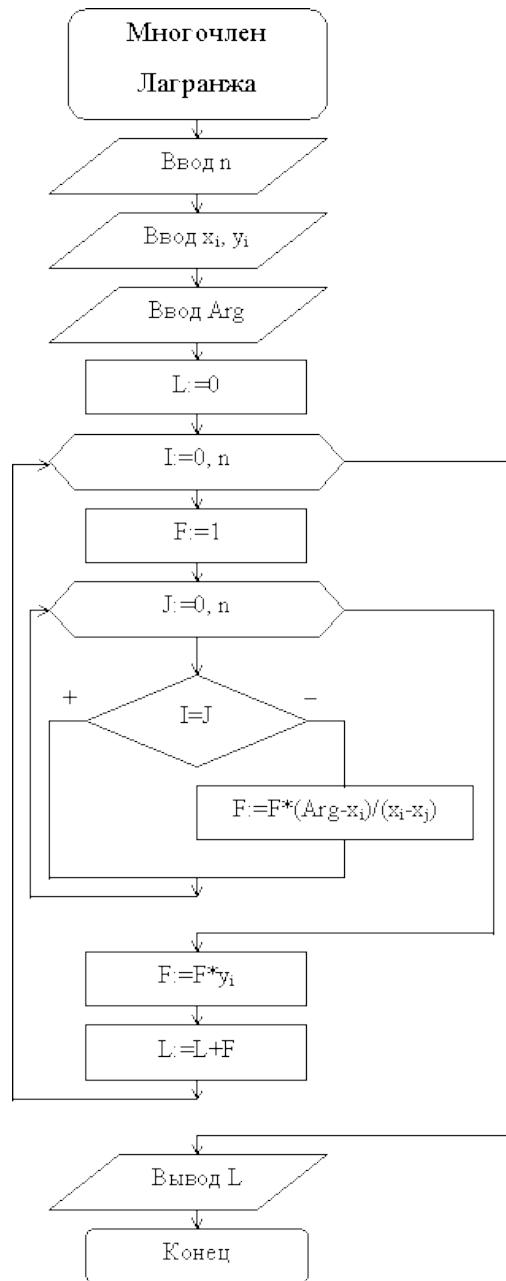 Многочлен
Лагранжа
Ввод n
Ввод xᵢ, yᵢ
Ввод Arg
L:=0
I:=0, n
F:=1
J:=0, n
+
I=J
–
F:=F*(Arg-xᵢ)/(xᵢ-xⱼ)
F:=F*yᵢ
L:=L+F
Вывод L
Конец